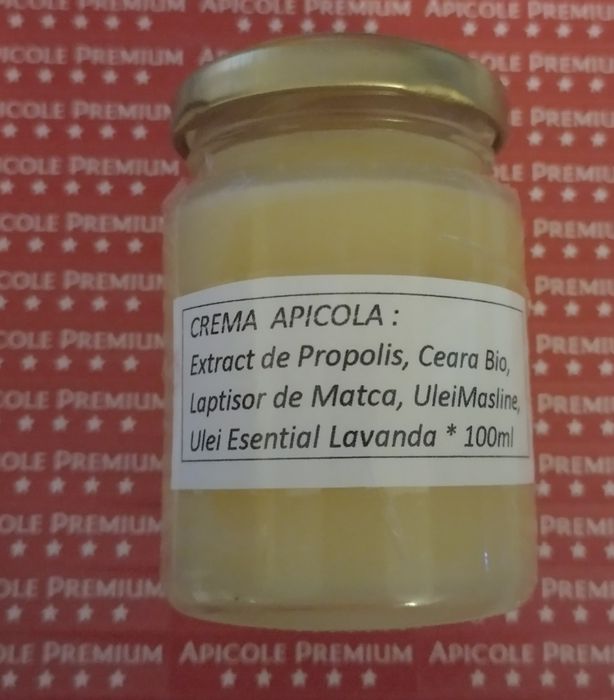 CREMA APICOLA :
Extract de Propolis, Ceara Bio,
Laptisor de Matca, UleiMasline,
Ulei Esential Lavanda * 100ml
APICOLE PREMIUM